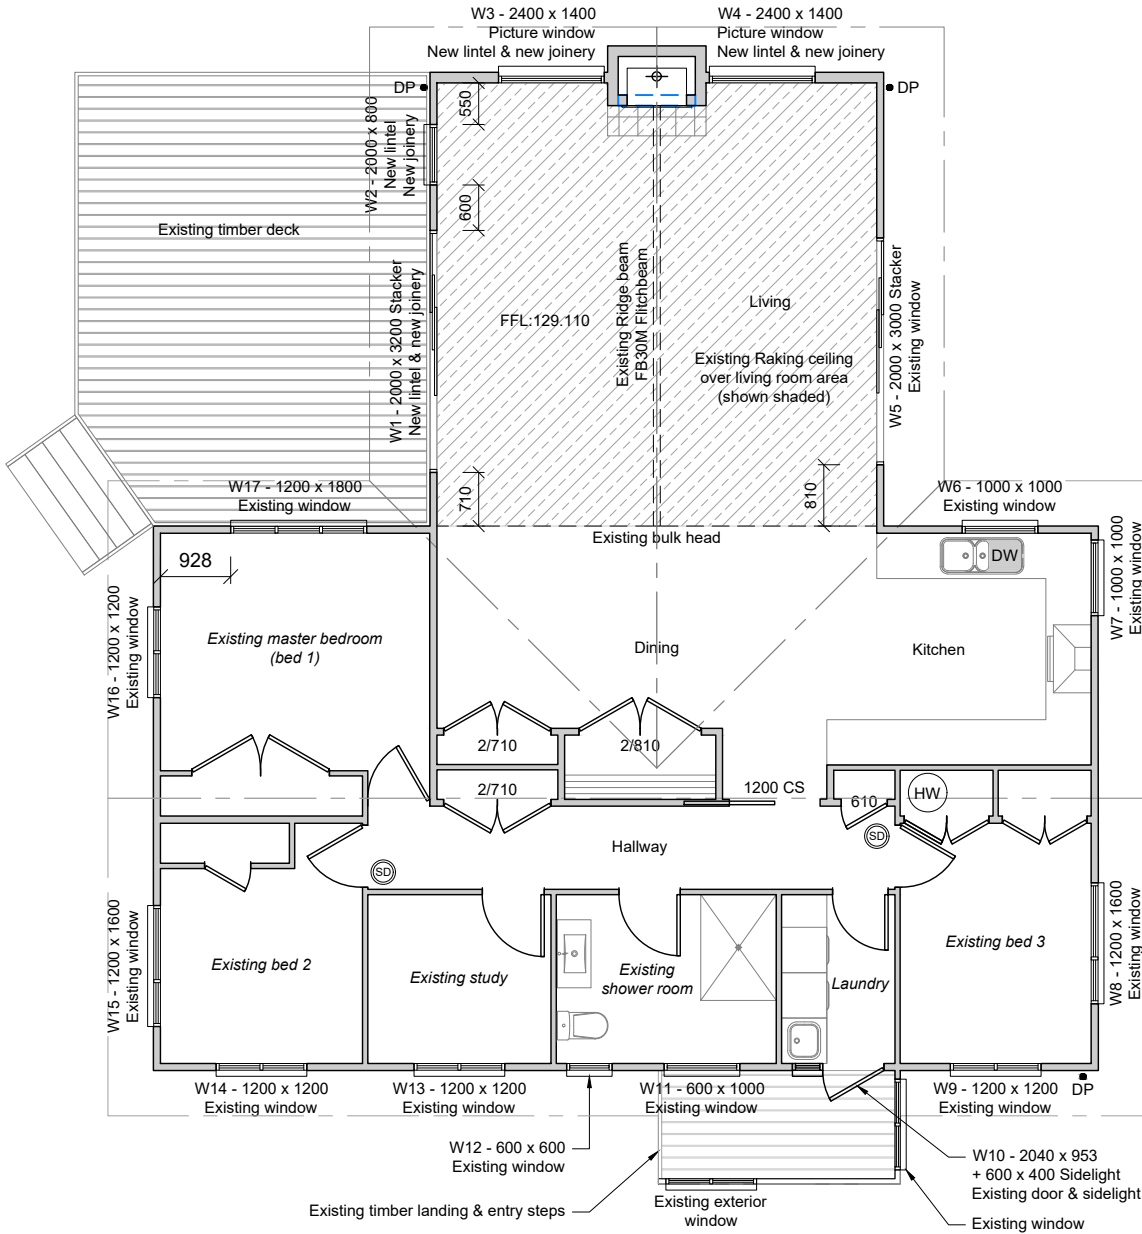 W3 - 2400 x 1400
Picture window
New lintel & new joinery
W4 - 2400 x 1400
Picture window
New lintel & new joinery
DP
DP
550
W2 - 2000 x 800
New lintel
New joinery
600
Existing timber deck
W1 - 2000 x 3200 Stacker
New lintel & new joinery
FFL:129.110
Existing Ridge beam
FB30M Flitchbeam
Living
Existing Raking ceiling
over living room area
(shown shaded)
W5 - 2000 x 3000 Stacker
Existing window
710
810
W17 - 1200 x 1800
Existing window
W6 - 1000 x 1000
Existing window
Existing bulk head
928
DW
W7 - 1000 x 1000
Existing window
W16 - 1200 x 1200
Existing window
Existing master bedroom
(bed 1)
Dining
Kitchen
2/710
2/810
2/710
1200 CS
610
HW
Hallway
SD
SD
W15 - 1200 x 1600
Existing window
Existing bed 2
Existing study
Existing
shower room
Laundry
Existing bed 3
W8 - 1200 x 1600
Existing window
W14 - 1200 x 1200
Existing window
W13 - 1200 x 1200
Existing window
W11 - 600 x 1000
Existing window
W9 - 1200 x 1200
Existing window
DP
W12 - 600 x 600
Existing window
W10 - 2040 x 953
+ 600 x 400 Sidelight
Existing door & sidelight
Existing timber landing & entry steps
Existing exterior
window
Existing window